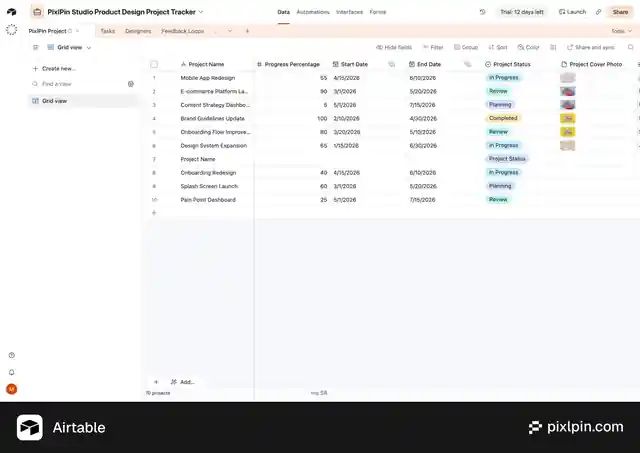 PixlPin Studio Product Design Project Tracker
Data Automations Interfaces Forms
Trial: 12 days left Launch Share
PixlPin Project Tasks Designers Feedback Loops Tools
Grid view Hide fields Filter Group Sort Color Share and sync
Create new...
Find a view
Grid view
Project Name Progress Percentage Start Date End Date Project Status Project Cover Photo
1 Mobile App Redesign 55 4/15/2026 6/10/2026 In Progress
2 E-commerce Platform La... 90 3/1/2026 5/20/2026 Review
3 Content Strategy Dashbo... 5 5/1/2026 7/15/2026 Planning
4 Brand Guidelines Update 100 2/10/2026 4/30/2026 Completed
5 Onboarding Flow Improve... 80 3/20/2026 5/10/2026 Review
6 Design System Expansion 65 1/15/2026 6/30/2026 In Progress
7 Project Name Project Status
8 Onboarding Redesign 40 4/15/2026 6/10/2026 In Progress
9 Splash Screen Launch 60 3/1/2026 5/20/2026 Planning
10 Pain Point Dashboard 25 5/1/2026 7/15/2026 Review
+ Add...
10 projects
Airtable
pixlpin.com